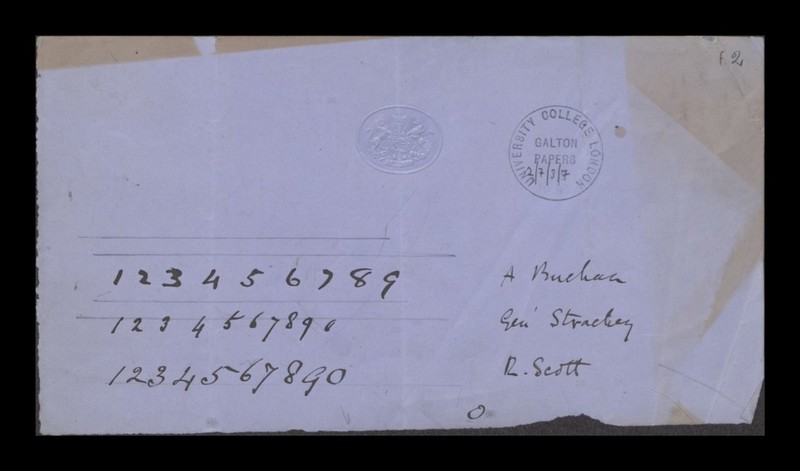 f. 2
UNIVERSITY COLLEGE LONDON
GALTON
PAPERS
2/7/3/7
1 2 3 4 5 6 7 8 9 A Buchan
1 2 3 4 5 6 7 8 9 0 Genl Strachey
1 2 3 4 5 6 7 8 9 0 R. Scott
0